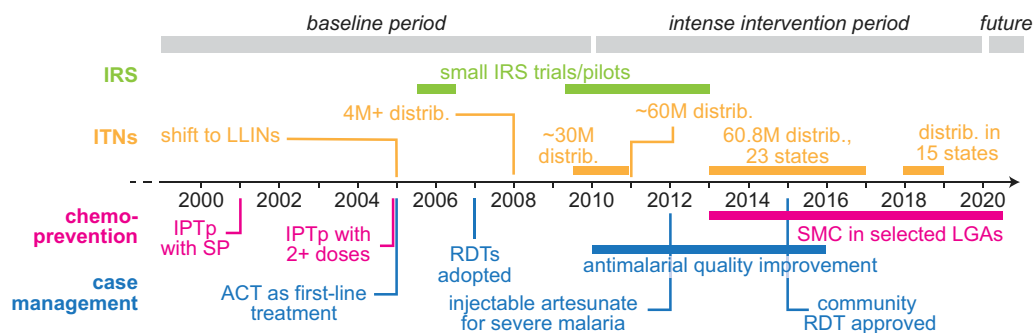 baseline period
intense intervention period
future
IRS
small IRS trials/pilots
ITNs
shift to LLINs
4M+ distrib.
~30M
distrib.
~60M distrib.
60.8M distrib.,
23 states
distrib. in
15 states
2000 2002 2004 2006 2008 2010 2012 2014 2016 2018 2020
chemo-
prevention
IPTp
with SP
IPTp with
2+ doses
SMC in selected LGAs
case
management
ACT as first-line
treatment
RDTs
adopted
antimalarial quality improvement
injectable artesunate
for severe malaria
community
RDT approved